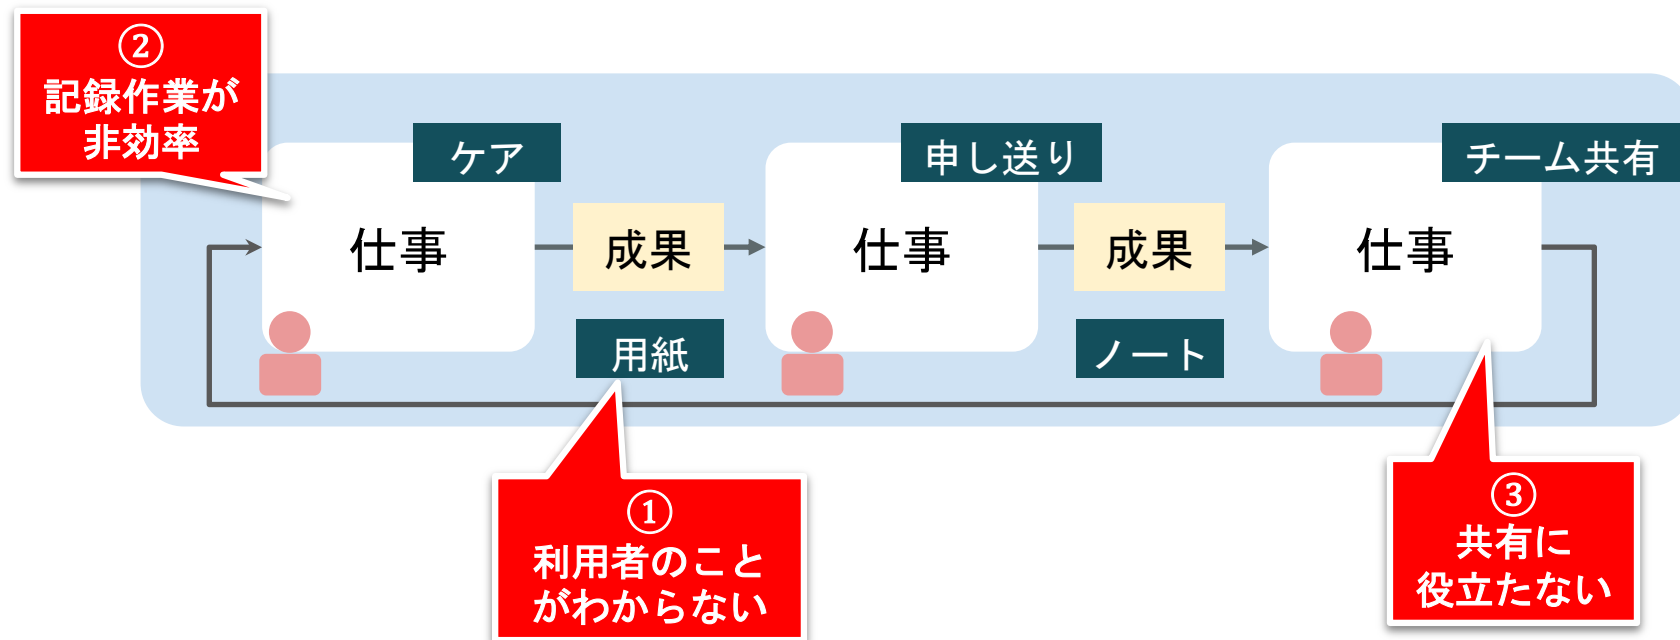 ②
記録作業が
非効率
ケア
申し送り
チーム共有
仕事
成果
仕事
成果
仕事
用紙
ノート
①
利用者のこと
がわからない
③
共有に
役立たない